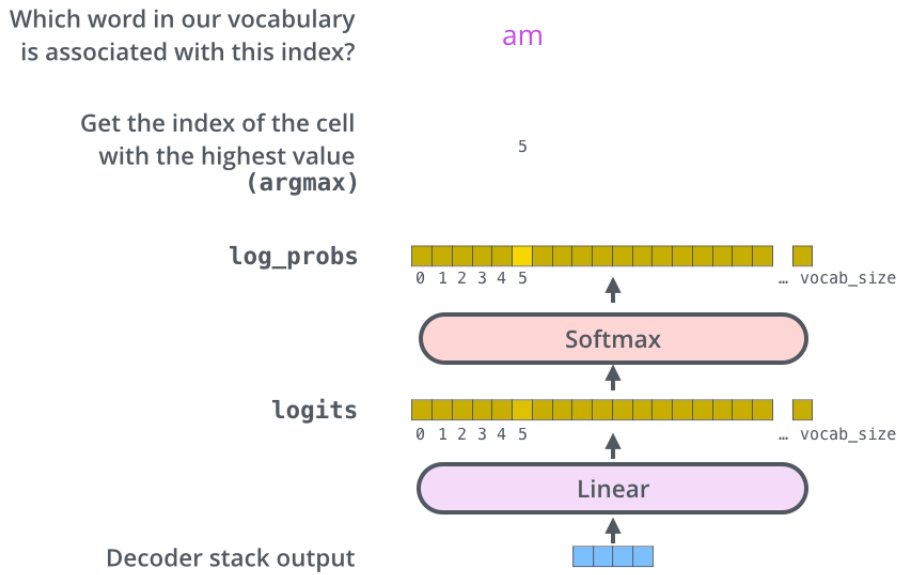 Which word in our vocabulary
is associated with this index?
am
Get the index of the cell
with the highest value
(argmax)
5
log_probs
0 1 2 3 4 5 … vocab_size
Softmax
logits
0 1 2 3 4 5 … vocab_size
Linear
Decoder stack output